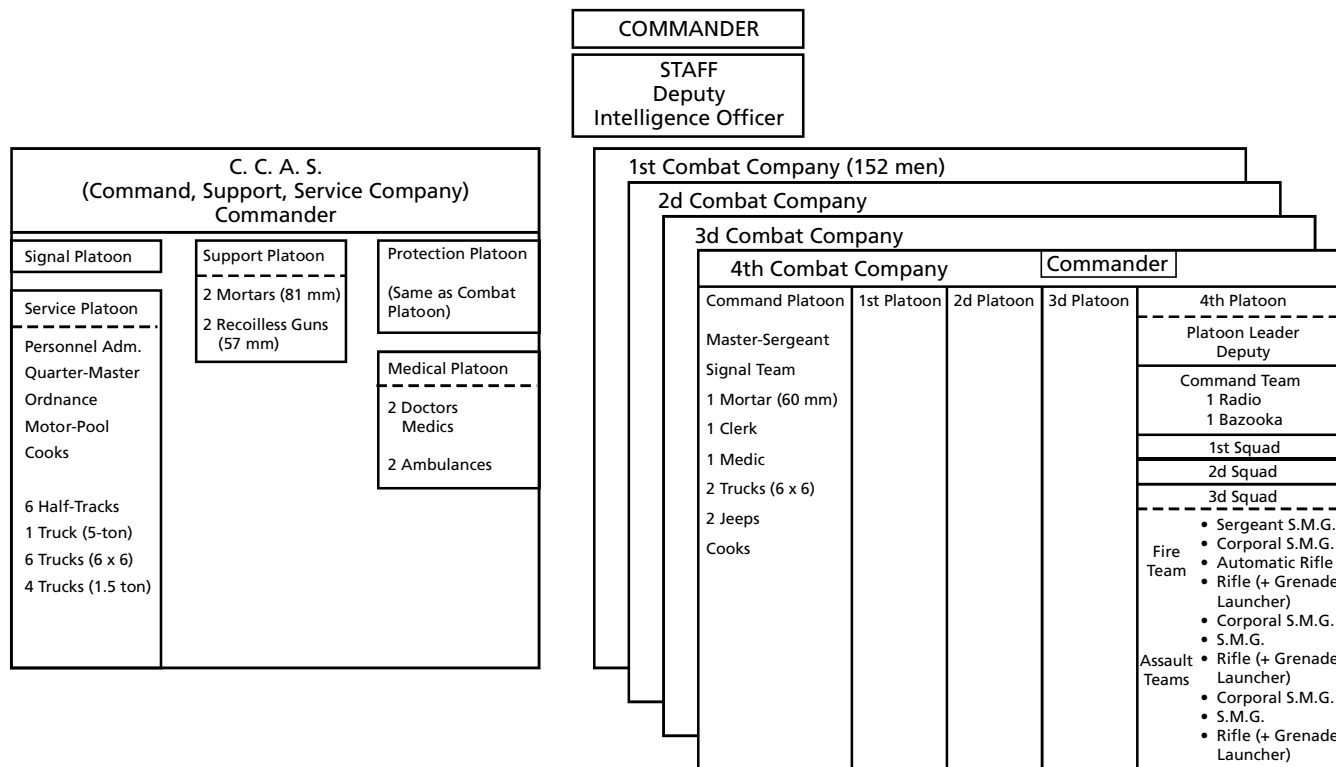 COMMANDER
STAFF
Deputy
Intelligence Officer
C. C. A. S.
(Command, Support, Service Company)
Commander
Signal Platoon
Service Platoon
Personnel Adm.
Quarter-Master
Ordnance
Motor-Pool
Cooks
6 Half-Tracks
1 Truck (5-ton)
6 Trucks (6 x 6)
4 Trucks (1.5 ton)
Support Platoon
2 Mortars (81 mm)
2 Recoilless Guns
(57 mm)
Protection Platoon
(Same as Combat
Platoon)
Medical Platoon
2 Doctors
Medics
2 Ambulances
1st Combat Company (152 men)
2d Combat Company
3d Combat Company
4th Combat Company
Commander
Command Platoon
Master-Sergeant
Signal Team
1 Mortar (60 mm)
1 Clerk
1 Medic
2 Trucks (6 x 6)
2 Jeeps
Cooks
1st Platoon
2d Platoon
3d Platoon
4th Platoon
Platoon Leader
Deputy
Command Team
1 Radio
1 Bazooka
1st Squad
2d Squad
3d Squad
Fire
Team
• Sergeant S.M.G.
• Corporal S.M.G.
• Automatic Rifle
• Rifle (+ Grenade
Launcher)
Assault
Teams
• Corporal S.M.G.
• S.M.G.
• Rifle (+ Grenade
Launcher)
• Corporal S.M.G.
• S.M.G.
• Rifle (+ Grenade
Launcher)